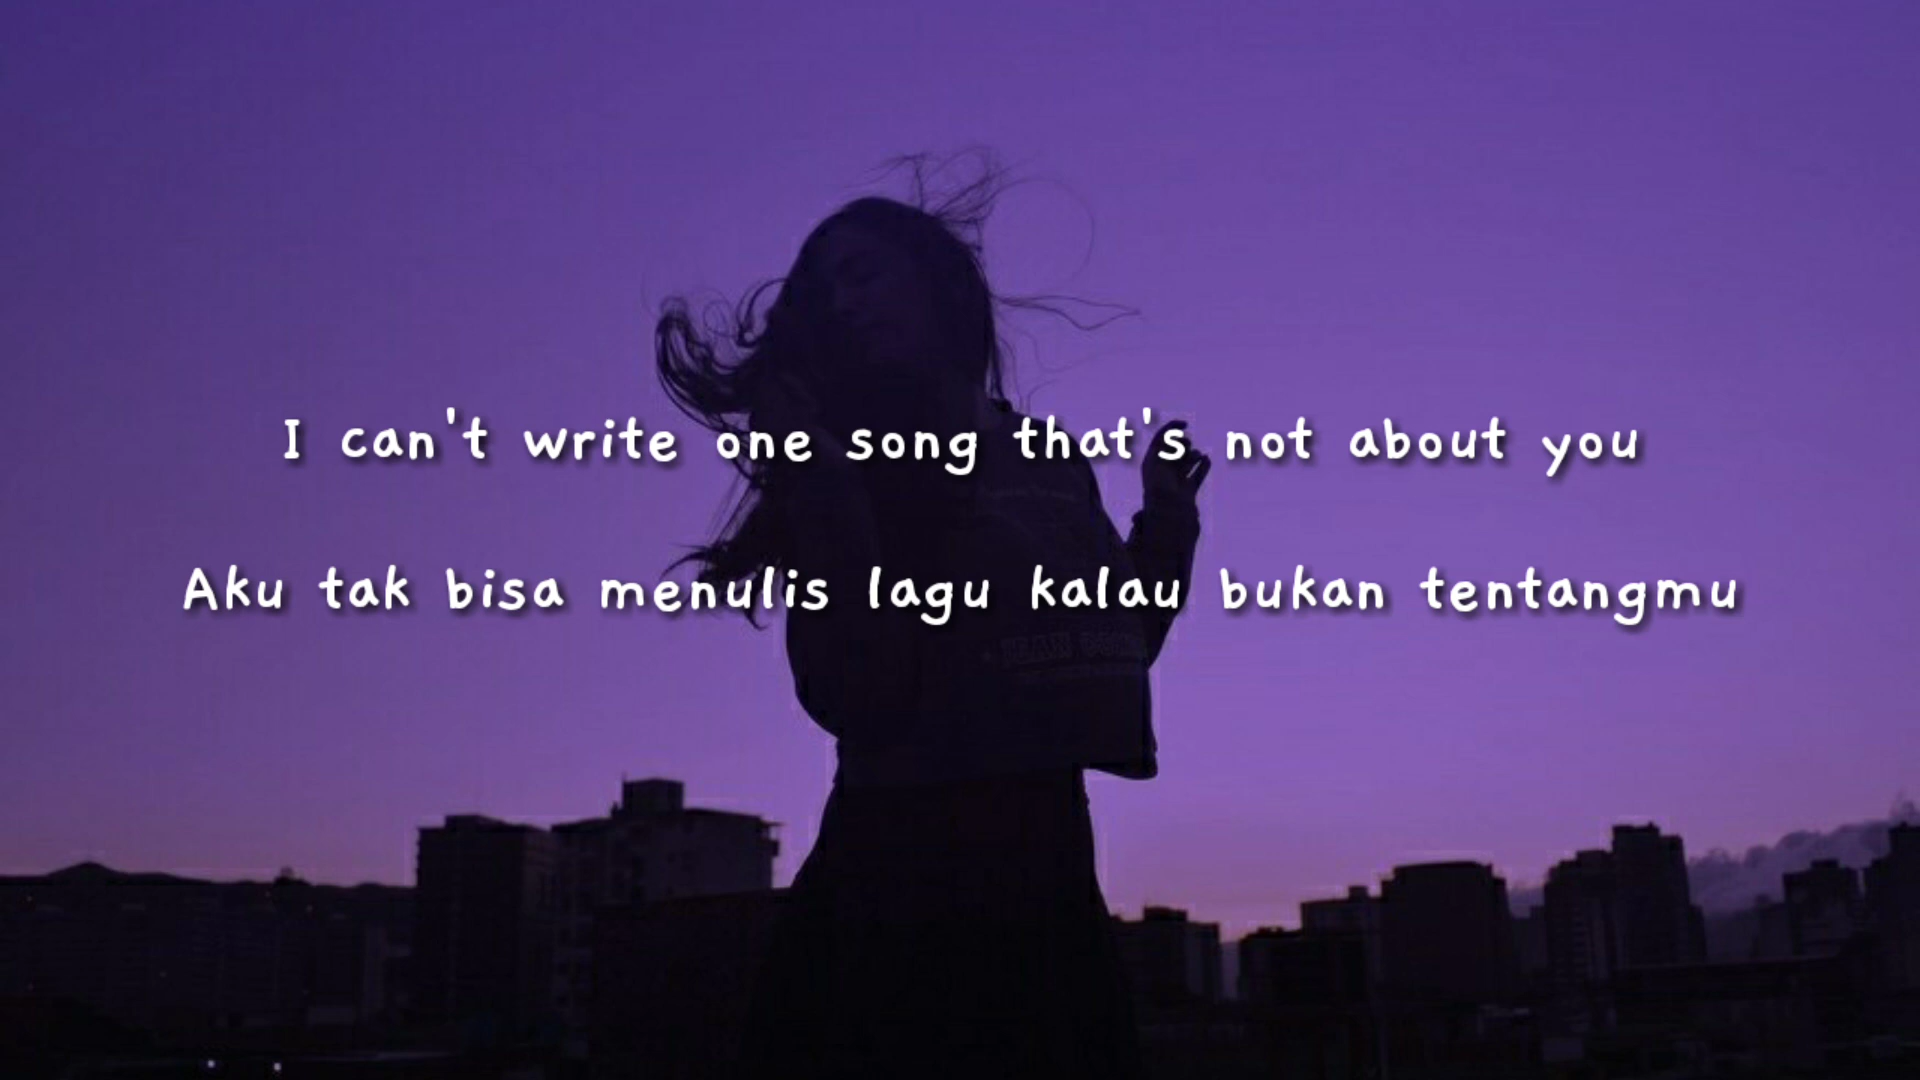 I can't write one song that's not about you
Aku tak bisa menulis lagu kalau bukan tentangmu